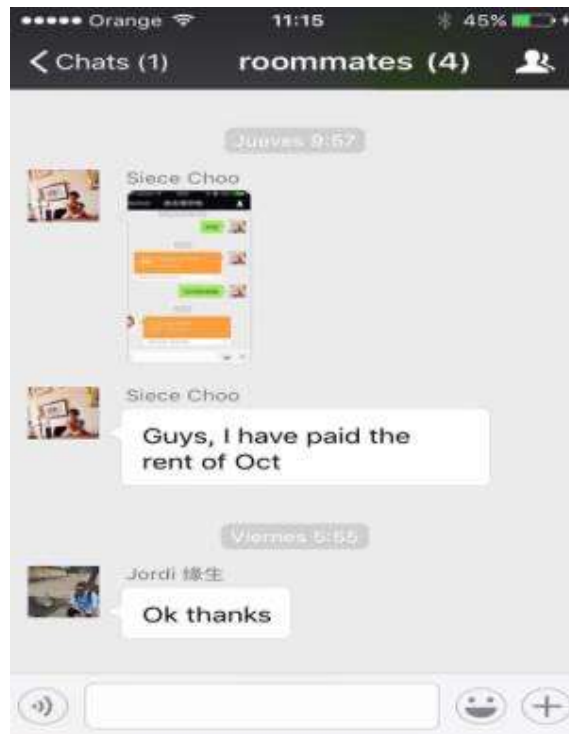 Orange 11:15 45%
Chats (1) roommates (4)
Jueves 9:57
Siece Choo
Siece Choo
Guys, I have paid the
rent of Oct
Viernes 5:55
Jordi 缘生
Ok thanks